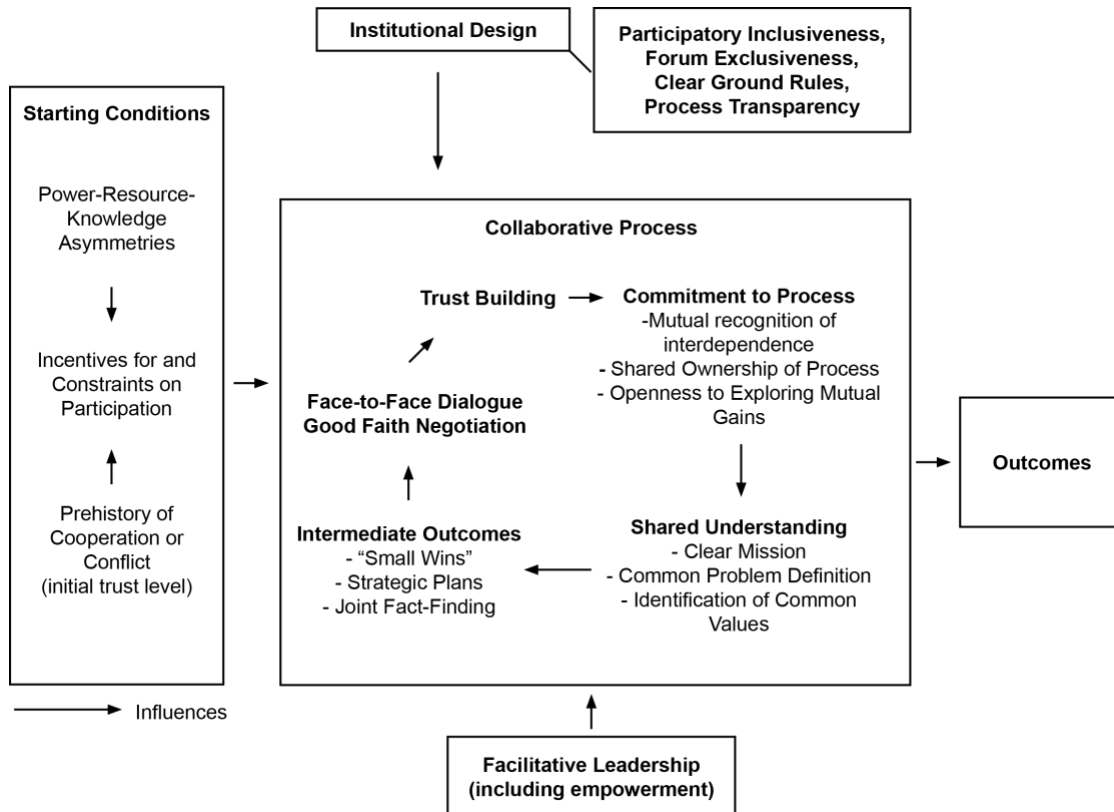 Institutional Design
Participatory Inclusiveness,
Forum Exclusiveness,
Clear Ground Rules,
Process Transparency
Starting Conditions
Power-Resource-
Knowledge
Asymmetries
Incentives for and
Constraints on
Participation
Prehistory of
Cooperation or
Conflict
(initial trust level)
Influences
Collaborative Process
Trust Building
Commitment to Process
-Mutual recognition of
interdependence
- Shared Ownership of Process
- Openness to Exploring Mutual
Gains
Face-to-Face Dialogue
Good Faith Negotiation
Intermediate Outcomes
- “Small Wins”
- Strategic Plans
- Joint Fact-Finding
Shared Understanding
- Clear Mission
- Common Problem Definition
- Identification of Common
Values
Outcomes
Facilitative Leadership
(including empowerment)